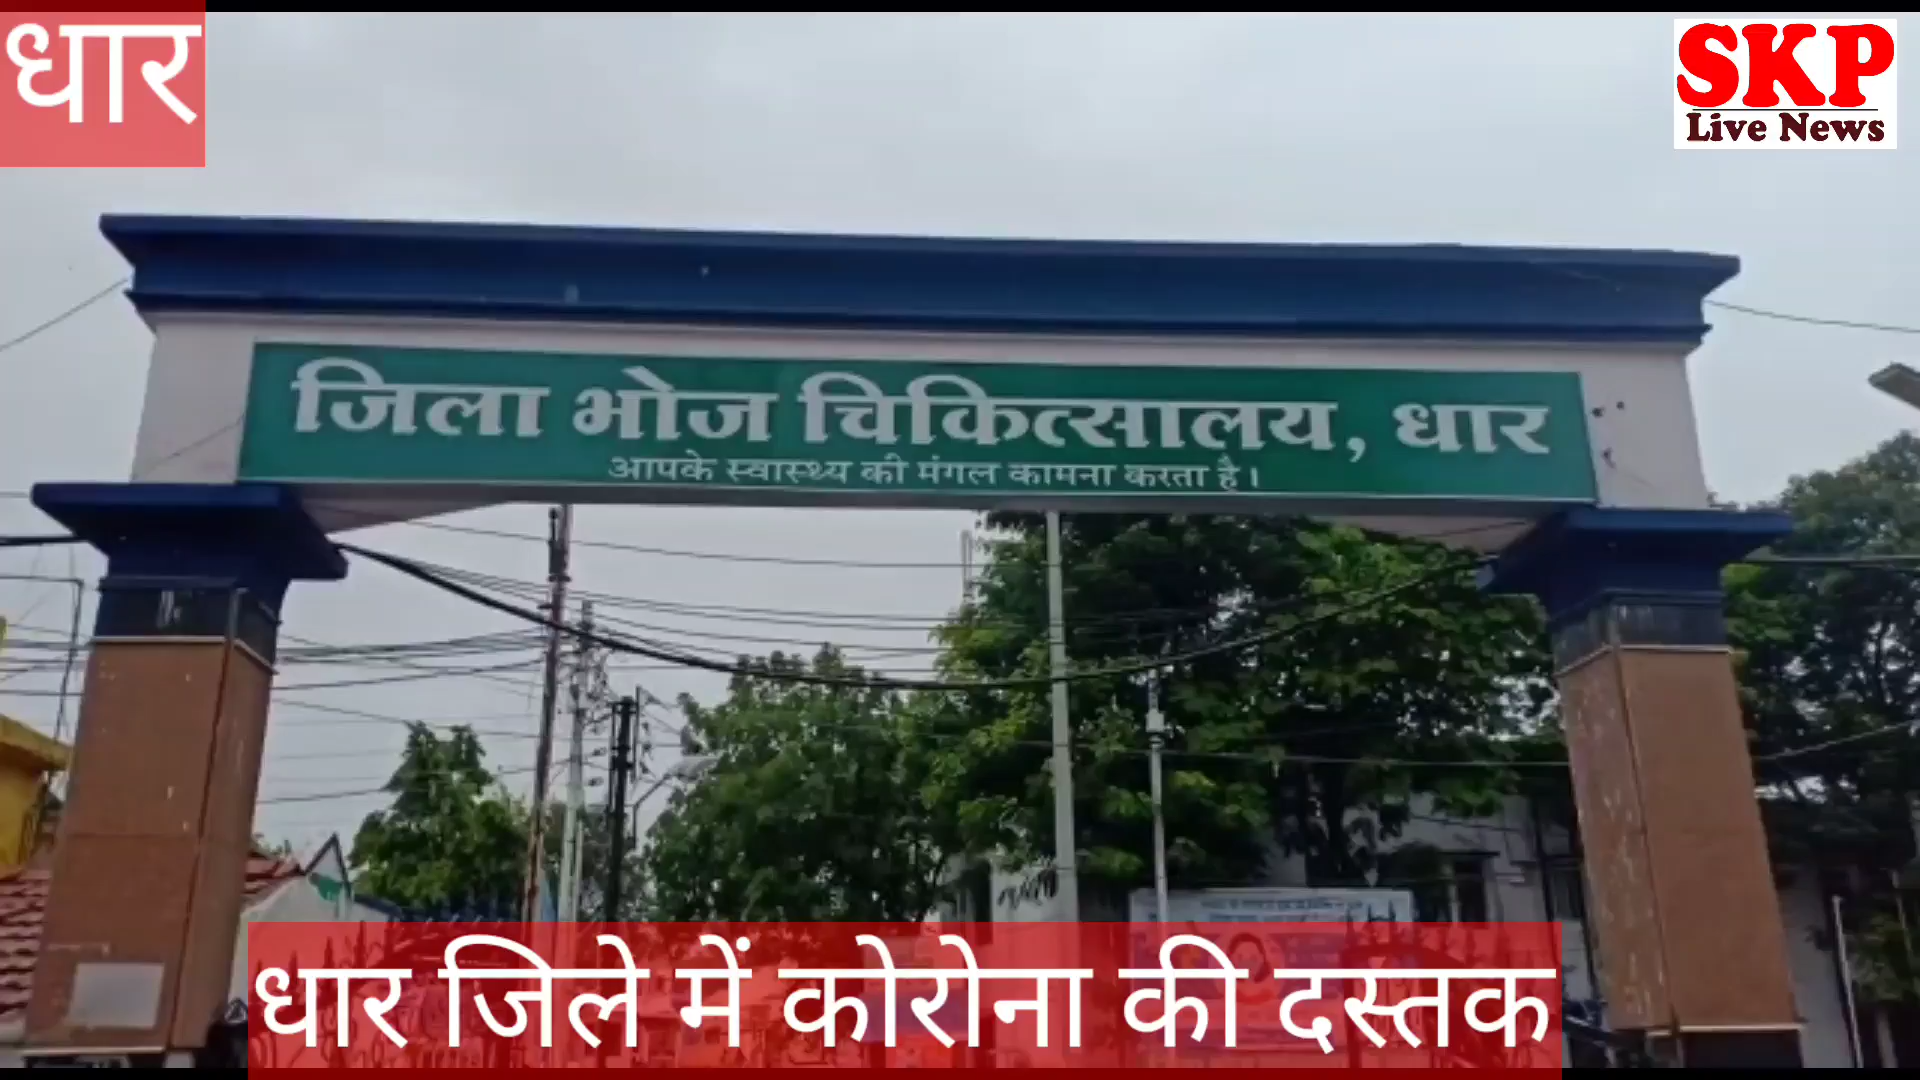 धार
SKP
Live News
जिला भोज चिकित्सालय, धार
आपके स्वास्थ्य की मंगल कामना करता है।
धार जिले में कोरोना की दस्तक